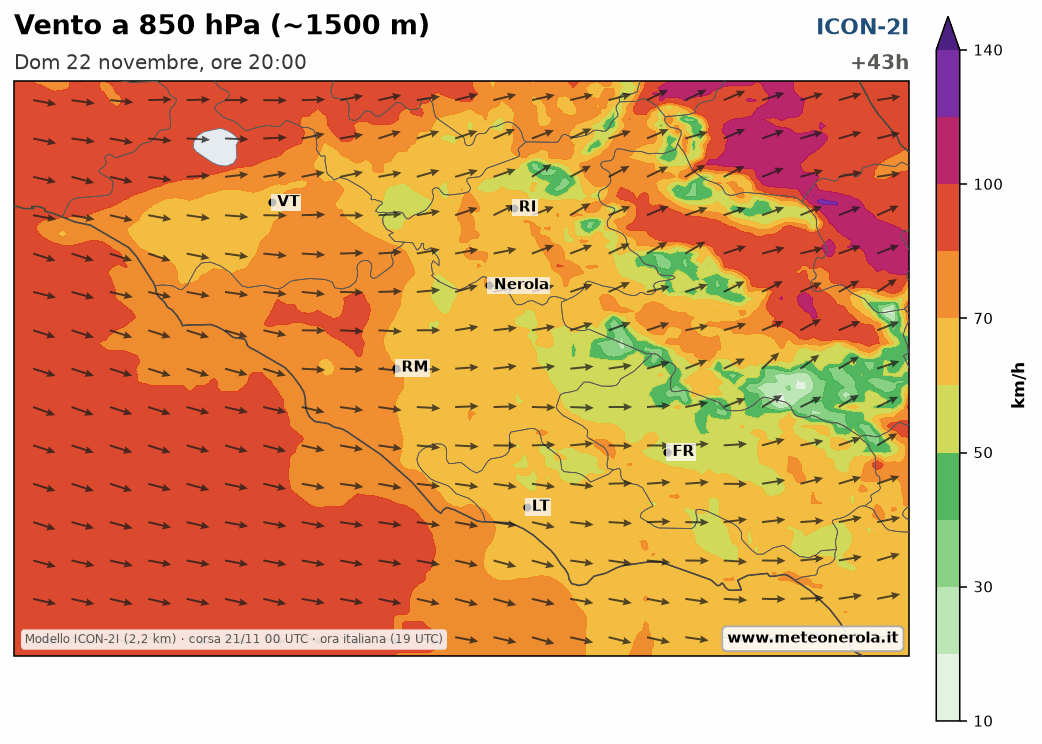 Vento a 850 hPa (~1500 m)
ICON-2I
Dom 22 novembre, ore 20:00
+43h
140
100
70
50
30
10
km/h
VT
RI
Nerola
RM
FR
LT
Modello ICON-2I (2,2 km) · corsa 21/11 00 UTC · ora italiana (19 UTC)
www.meteonerola.it